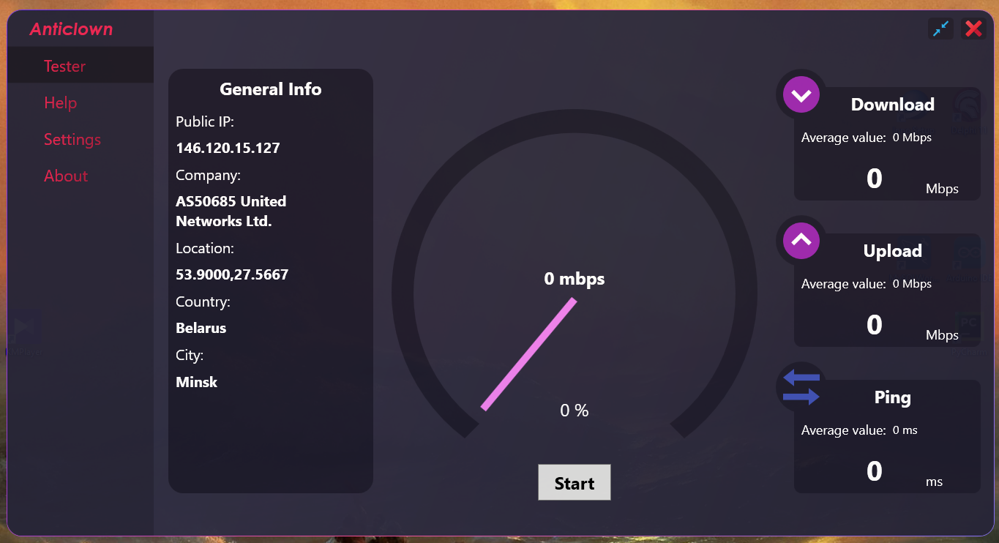 Anticlown
Tester
Help
Settings
About
General Info
Public IP:
146.120.15.127
Company:
AS50685 United
Networks Ltd.
Location:
53.9000,27.5667
Country:
Belarus
City:
Minsk
0 mbps
0 %
Start
Download
Average value: 0 Mbps
0
Mbps
Upload
Average value: 0 Mbps
0
Mbps
PC
Ping
Average value: 0 ms
0
ms